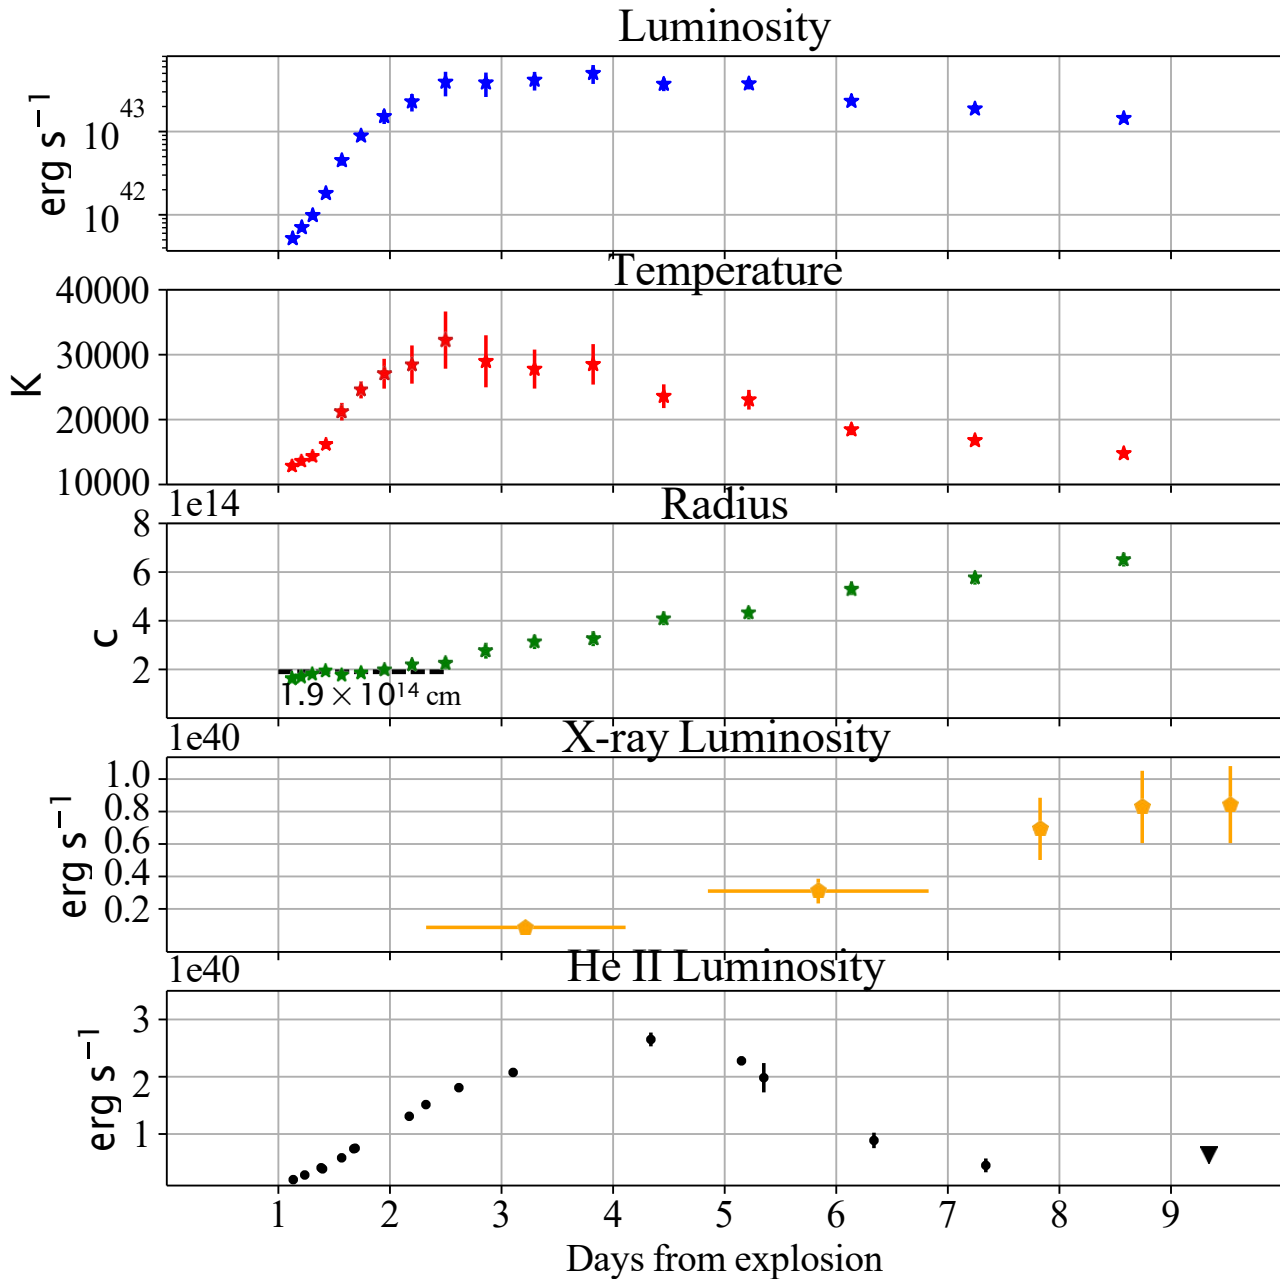 Luminosity
erg s⁻¹
10⁴³
10⁴²
Temperature
K
40000
30000
20000
10000
1e14
Radius
c
8
6
4
2
1.9 × 10¹⁴ cm
1e40
X-ray Luminosity
erg s⁻¹
1.0
0.8
0.6
0.4
0.2
1e40
He II Luminosity
erg s⁻¹
3
2
1
1 2 3 4 5 6 7 8 9
Days from explosion